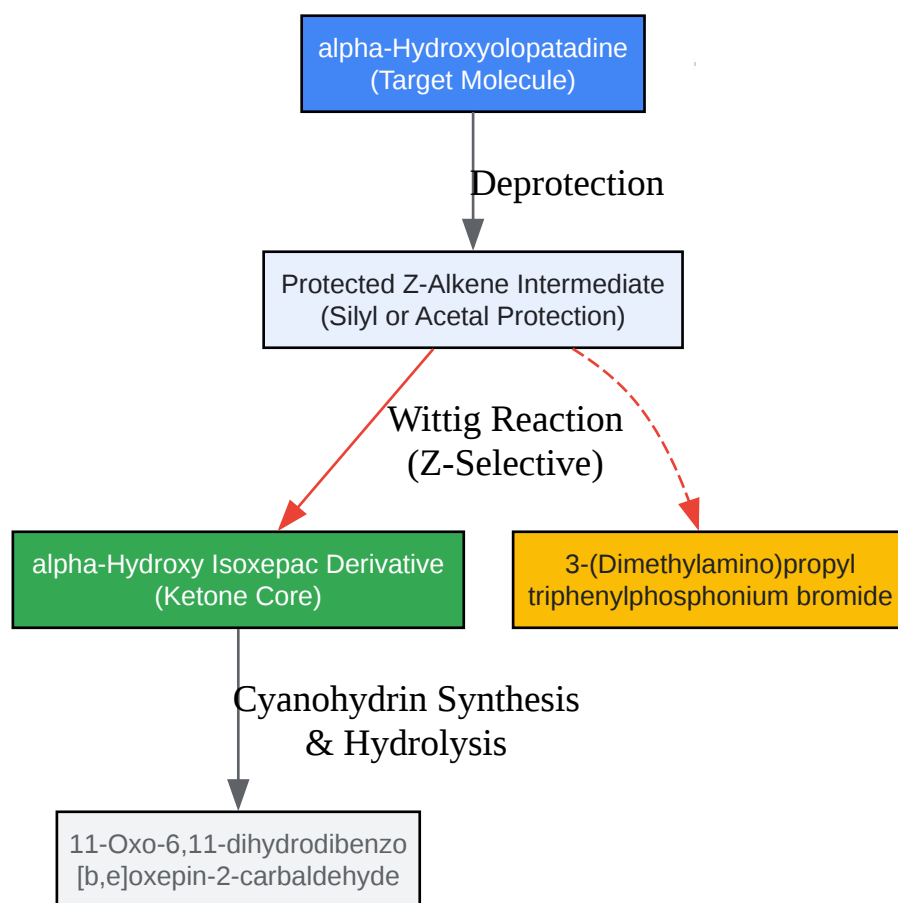 alpha-Hydroxyolopatadine
(Target Molecule)
Deprotection
Protected Z-Alkene Intermediate
(Silyl or Acetal Protection)
Wittig Reaction
(Z-Selective)
alpha-Hydroxy Isoxepac Derivative
(Ketone Core)
3-(Dimethylamino)propyl
triphenylphosphonium bromide
Cyanohydrin Synthesis
& Hydrolysis
11-Oxo-6,11-dihydrodibenzo
[b,e]oxepin-2-carbaldehyde